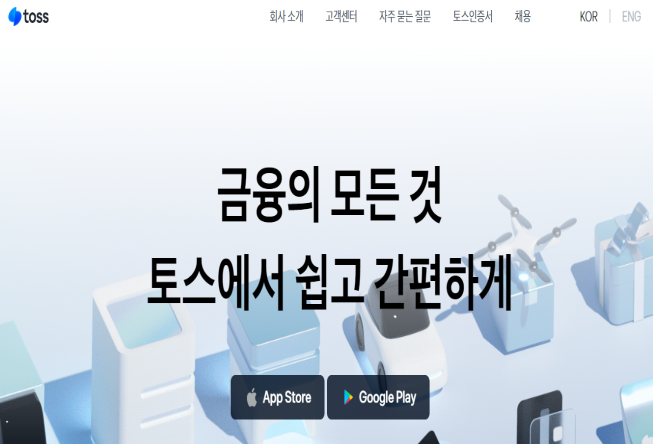 toss
회사 소개
고객센터
자주 묻는 질문
토스인증서
채용
KOR
ENG
금융의 모든 것
토스에서 쉽고 간편하게
App Store
Google Play